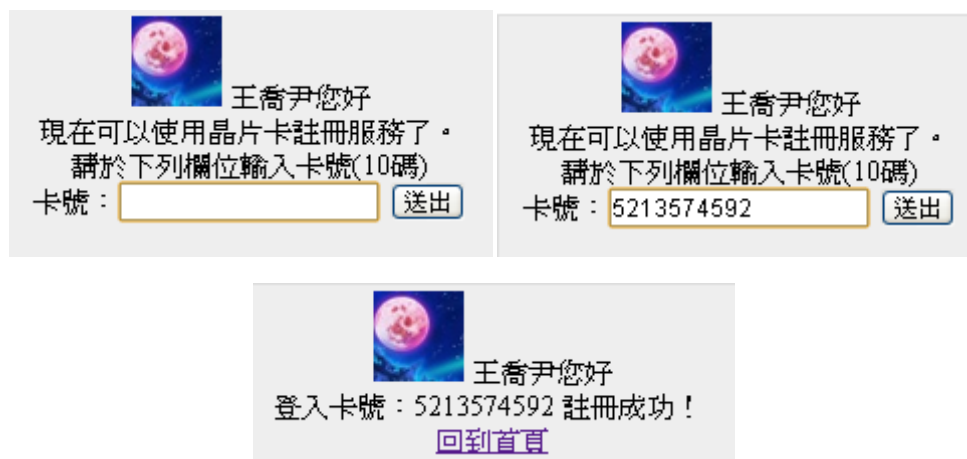 王喬尹您好
現在可以使用晶片卡註冊服務了。
請於下列欄位輸入卡號(10碼)
卡號： 送出
王喬尹您好
現在可以使用晶片卡註冊服務了。
請於下列欄位輸入卡號(10碼)
卡號：5213574592 送出
王喬尹您好
登入卡號：5213574592 註冊成功！
回到首頁